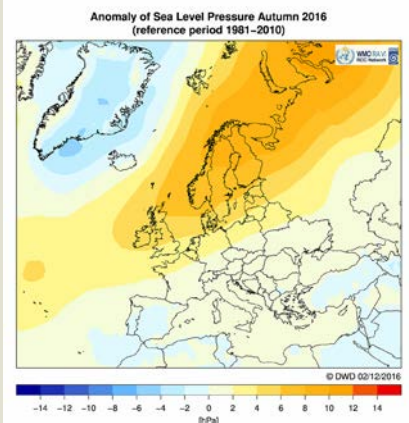 Anomaly of Sea Level Pressure Autumn 2016
(reference period 1981−2010)
WMO RA VI
RCC-Network
© DWD 02/12/2016
−14 −12 −10 −8 −6 −4 −2 0 2 4 6 8 10 12 14
[hPa]